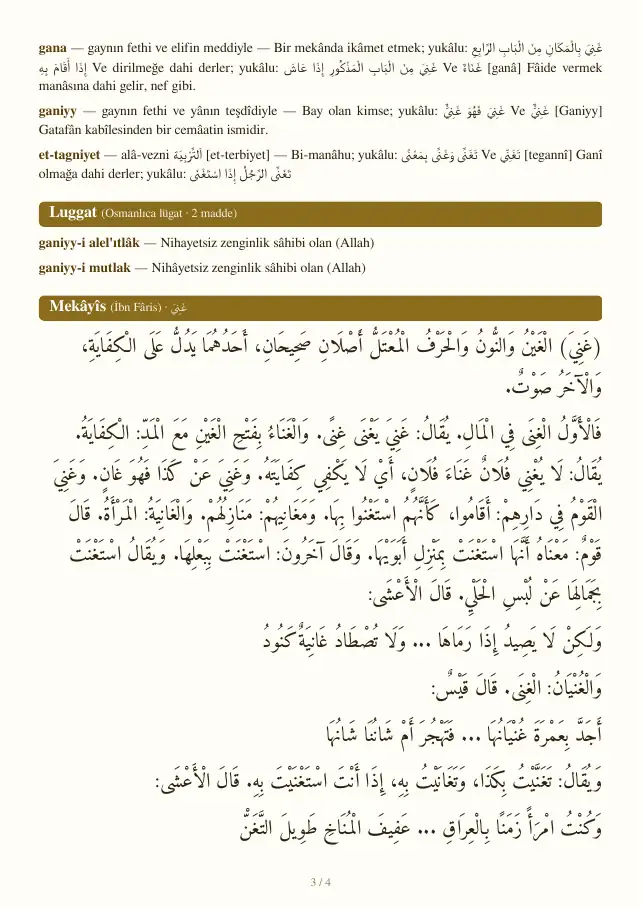 gana — gaynın fethi ve elifin meddiyle — Bir mekânda ikâmet etmek; yukâlu: غَنِيَ بِالْمَكَانِ مِنَ الْبَابِ الرَّابِعِ
إِذَا أَقَامَ بِهِ Ve dirilmeğe dahi derler; yukâlu: غَنِيَ مِنَ الْبَابِ الْمَذْكُورِ إِذَا عَاشَ Ve غَنَاءٌ [ganâ] Fâide vermek
manâsına dahi gelir, nef gibi.
ganiyy — gaynın fethi ve yânın teşdîdiyle — Bay olan kimse; yukâlu: غَنِيَ فَهُوَ غَنِيٌّ Ve غَنِيٌّ [Ganiyy]
Gatafân kabîlesinden bir cemâatin ismidir.
et-tagniyet — alâ-vezni اَلتَّرْبِيَة [et-terbiyet] — Bi-manâhu; yukâlu: تَغَنَّى وَغَنَّى بِمَعْنًى Ve تَغَنِّي [tegannî] Ganî
olmağa dahi derler; yukâlu: تَغَنَّى الرَّجُلُ إِذَا اسْتَغْنَى
Luggat (Osmanlıca lügat · 2 madde)
ganiyy-i alel'ıtlâk — Nihayetsiz zenginlik sâhibi olan (Allah)
ganiyy-i mutlak — Nihâyetsiz zenginlik sâhibi olan (Allah)
Mekâyîs (İbn Fâris) · غَنِيَ
(غَنِيَ) الْغَيْنُ وَالنُّونُ وَالْحَرْفُ الْمُعْتَلُّ أَصْلَانِ صَحِيحَانِ، أَحَدُهُمَا يَدُلُّ عَلَى الْكِفَايَةِ،
وَالْآخَرُ صَوْتٌ.
فَالْأَوَّلُ الْغِنَى فِي الْمَالِ. يُقَالُ: غَنِيَ يَغْنَى غِنًى. وَالْغَنَاءُ بِفَتْحِ الْغَيْنِ مَعَ الْمَدِّ: الْكِفَايَةُ.
يُقَالُ: لَا يُغْنِي فُلَانٌ غَنَاءَ فُلَانٍ، أَيْ لَا يَكْفِي كِفَايَتَهُ. وَغَنِيَ عَنْ كَذَا فَهُوَ غَانٍ. وَغَنِيَ
الْقَوْمُ فِي دَارِهِمْ: أَقَامُوا، كَأَنَّهُمُ اسْتَغْنَوْا بِهَا. وَمَغَانِيهِمْ: مَنَازِلُهُمْ. وَالْغَانِيَةُ: الْمَرْأَةُ. قَالَ
قَوْمٌ: مَعْنَاهُ أَنَّهَا اسْتَغْنَتْ بِمَنْزِلِ أَبَوَيْهَا. وَقَالَ آخَرُونَ: اسْتَغْنَتْ بِبَعْلِهَا. وَيُقَالُ اسْتَغْنَتْ
بِجَمَالِهَا عَنْ لُبْسِ الْحَلْيِ. قَالَ الْأَعْشَى:
وَلَكِنْ لَا يَصِيدُ إِذَا رَمَاهَا ... وَلَا تُصْطَادُ غَانِيَةٌ كَنُودُ
وَالْغُنْيَانُ: الْغِنَى. قَالَ قَيْسٌ:
أَجَدَّ بِعَمْرَةَ غُنْيَانُهَا ... فَتَهْجُرَ أَمْ شَانُنَا شَانُهَا
وَيُقَالُ: تَغَنَّيْتُ بِكَذَا، وَتَغَانَيْتُ بِهِ، إِذَا أَنْتَ اسْتَغْنَيْتَ بِهِ. قَالَ الْأَعْشَى:
وَكُنْتُ امْرَأً زَمَنًا بِالْعِرَاقِ ... عَفِيفَ الْمُنَاخِ طَوِيلَ التَّغَنّْ
3 / 4